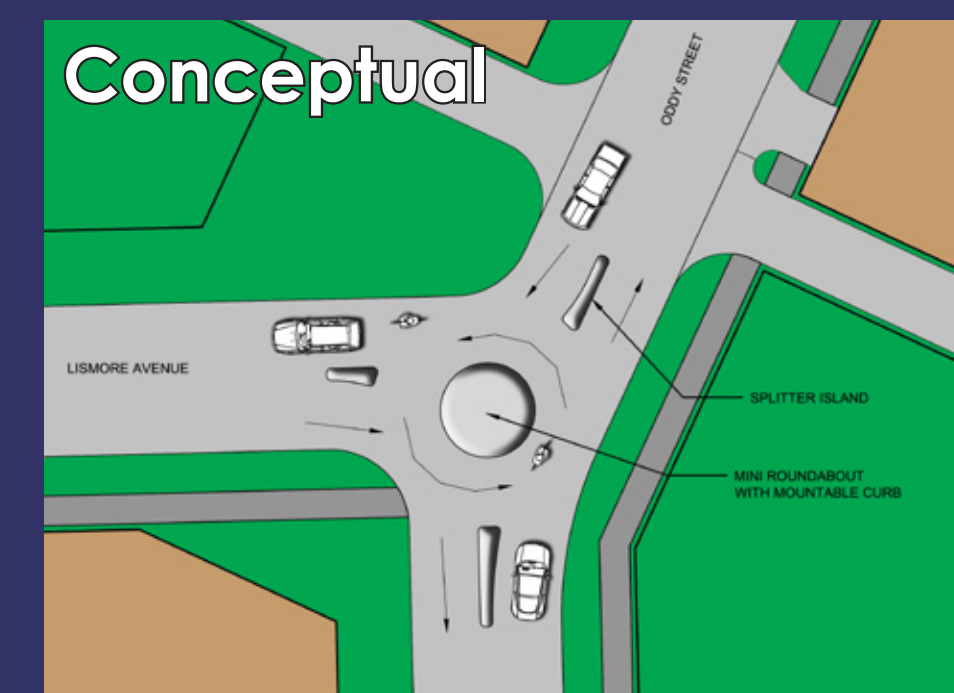 Conceptual
ODDY STREET
LISMORE AVENUE
SPLITTER ISLAND
MINI ROUNDABOUT
WITH MOUNTABLE CURB